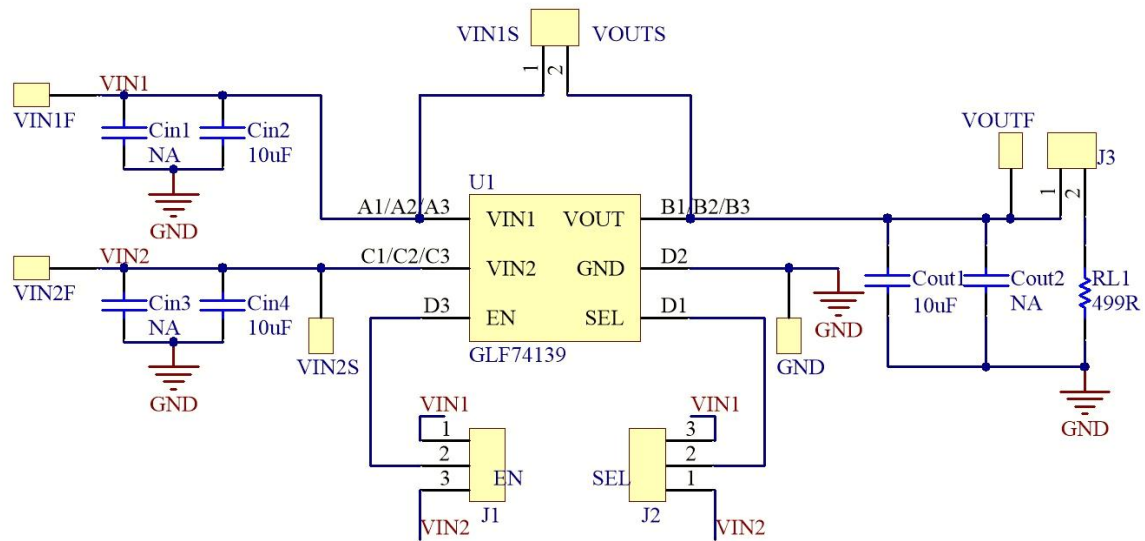 VIN1S VOUTS
1 2
VIN1
VIN1F
Cin1
NA
Cin2
10uF
GND
VOUTF
J3
1 2
U1
A1/A2/A3 VIN1 VOUT B1/B2/B3
VIN2
C1/C2/C3 VIN2 GND D2
VIN2F
Cin3
NA
Cin4
10uF
D3 EN SEL D1
GLF74139
VIN2S
GND
GND
GND
Cout1
10uF
Cout2
NA
RL1
499R
GND
VIN1
1
2 EN
3
J1
VIN2
VIN1
3
SEL 2
1
J2
VIN2